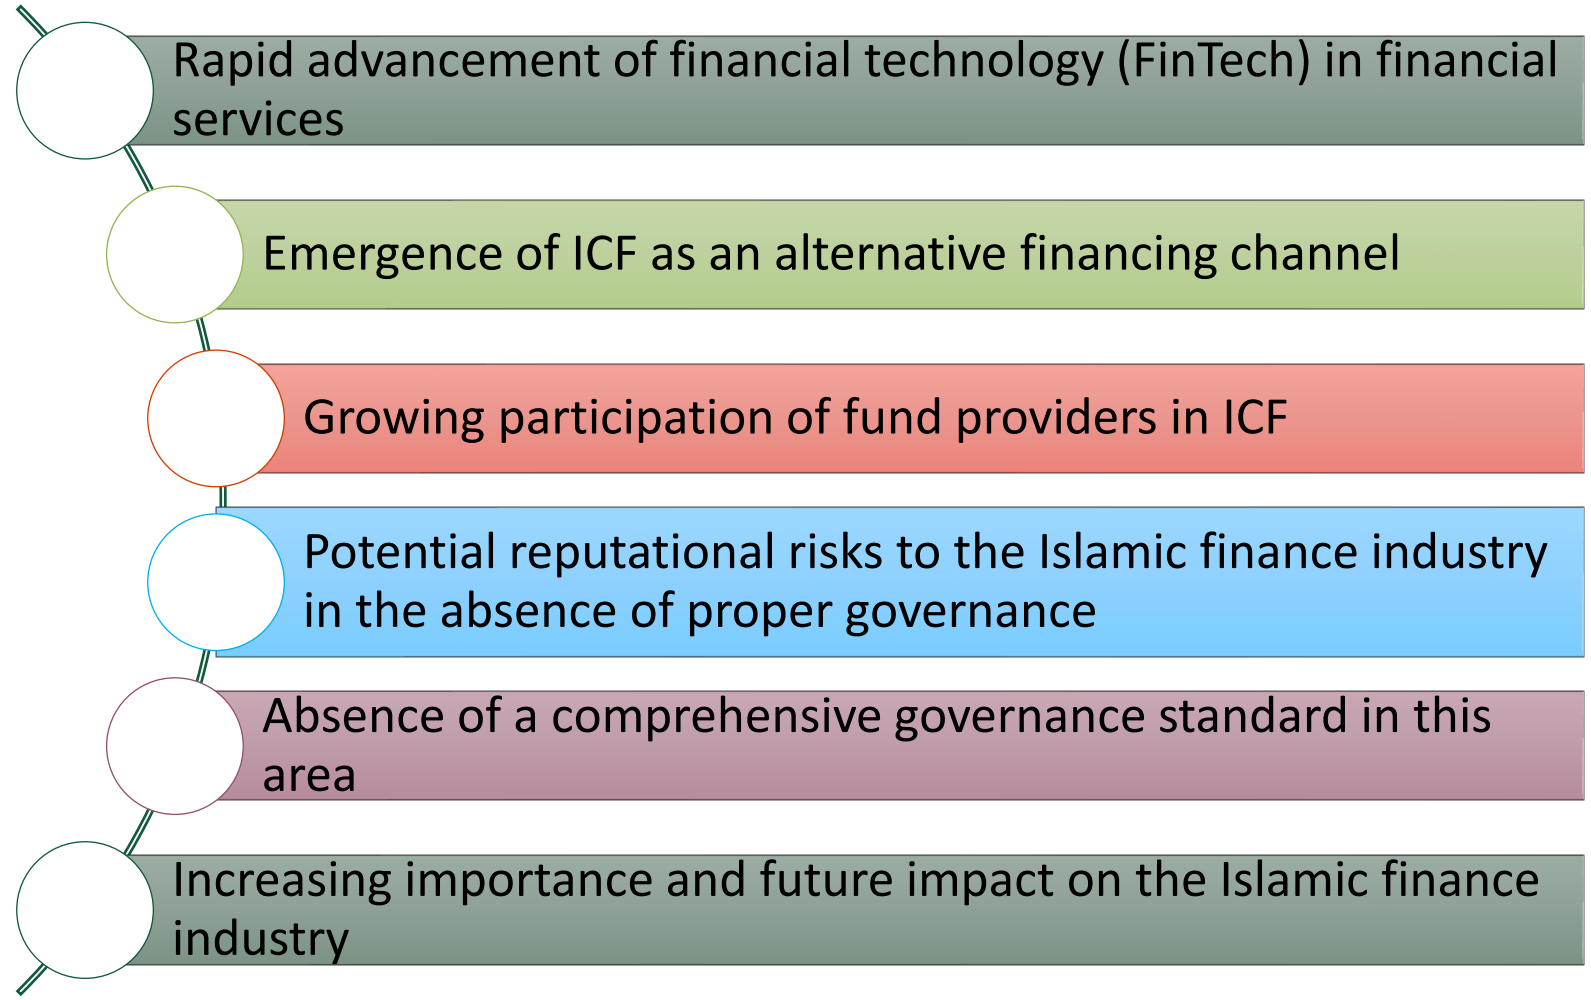 Rapid advancement of financial technology (FinTech) in financial
services
Emergence of ICF as an alternative financing channel
Growing participation of fund providers in ICF
Potential reputational risks to the Islamic finance industry
in the absence of proper governance
Absence of a comprehensive governance standard in this
area
Increasing importance and future impact on the Islamic finance
industry